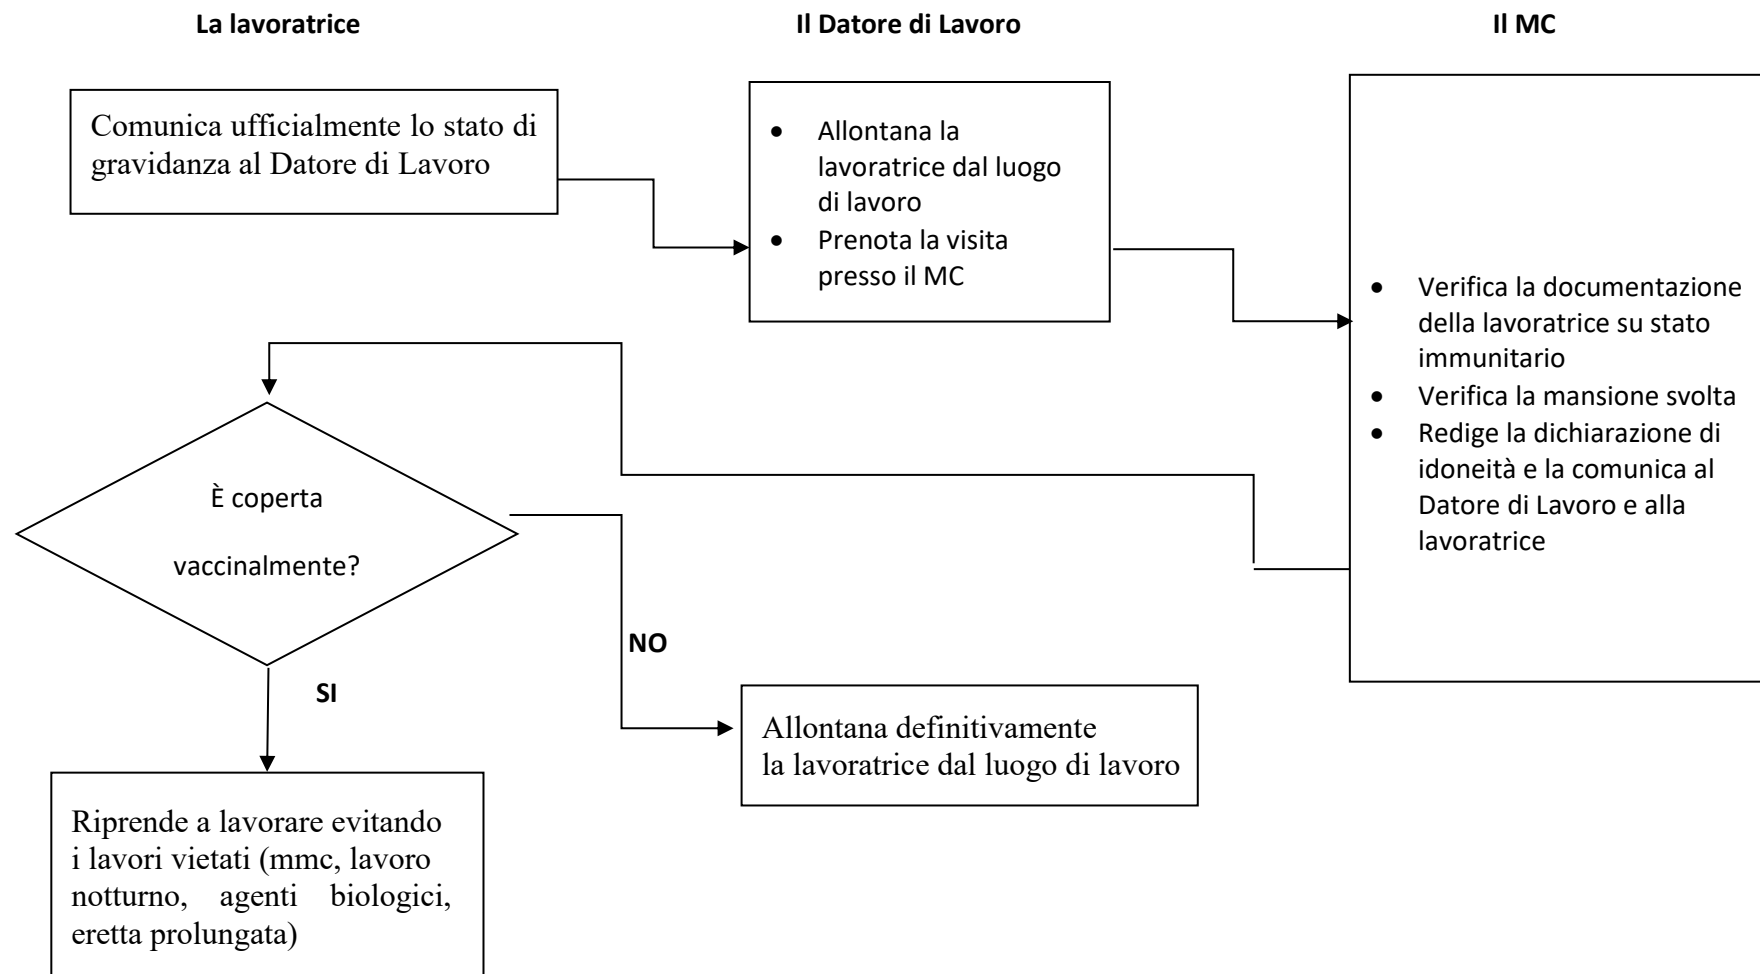 La lavoratrice
Il Datore di Lavoro
Il MC
Comunica ufficialmente lo stato di
gravidanza al Datore di Lavoro
• Allontana la
lavoratrice dal luogo
di lavoro
• Prenota la visita
presso il MC
• Verifica la documentazione
della lavoratrice su stato
immunitario
• Verifica la mansione svolta
• Redige la dichiarazione di
idoneità e la comunica al
Datore di Lavoro e alla
lavoratrice
È coperta
vaccinalmente?
NO
SI
Allontana definitivamente
la lavoratrice dal luogo di lavoro
Riprende a lavorare evitando
i lavori vietati (mmc, lavoro
notturno, agenti biologici,
eretta prolungata)